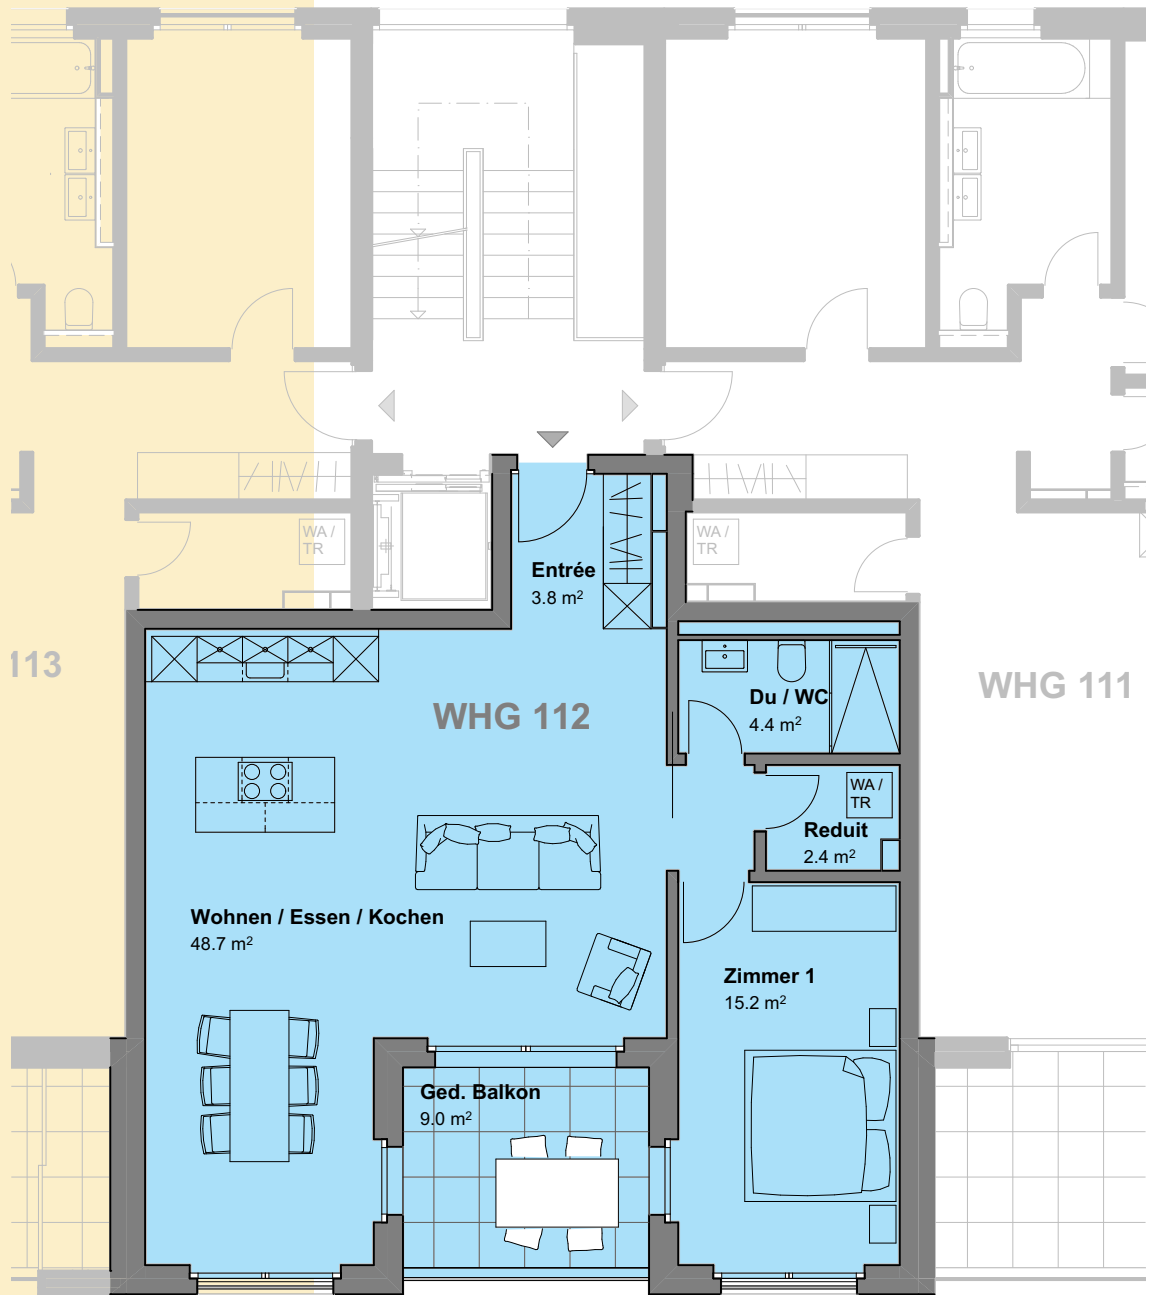 WA /
TR
WA /
TR
Entrée
3.8 m²
113
WHG 112
Du / WC
4.4 m²
WHG 111
WA /
TR
Reduit
2.4 m²
Wohnen / Essen / Kochen
48.7 m²
Zimmer 1
15.2 m²
Ged. Balkon
9.0 m²